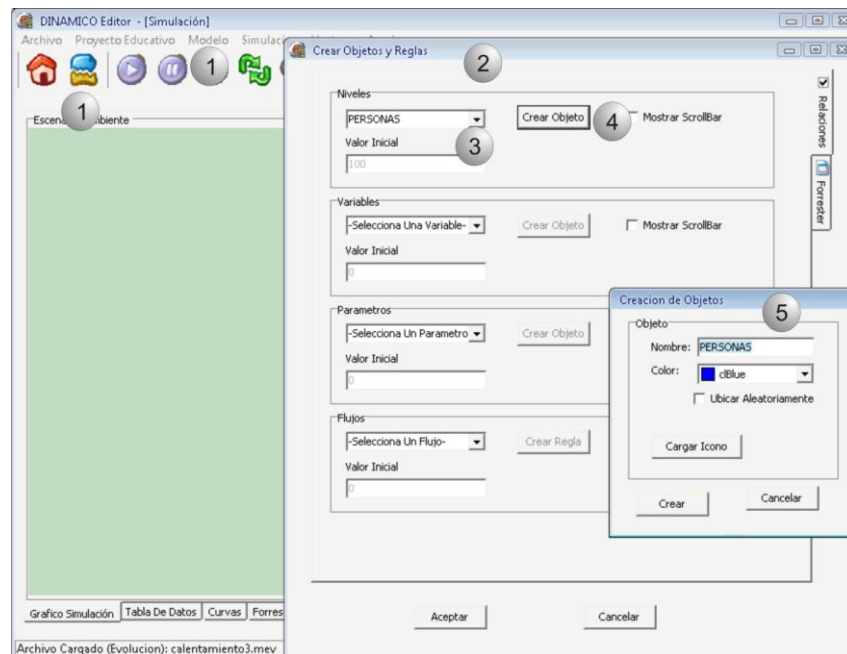 DINAMICO Editor - [Simulación]
Archivo Proyecto Educativo Modelo
1
1
Escena
biente
Grafico Simulación Tabla De Datos Curvas Forres
Archivo Cargado (Evolucion): calentamiento3.mev
Crear Objetos y Reglas
2
Niveles
PERSONAS
Crear Objeto
4
Mostrar ScrollBar
Valor Inicial
3
100
Variables
-Selecciona Una Variable-
Crear Objeto
Mostrar ScrollBar
Valor Inicial
0
Parametros
-Selecciona Un Parametro
Crear Objeto
Valor Inicial
0
Flujos
-Selecciona Un Flujo-
Crear Regla
Valor Inicial
0
Aceptar
Cancelar
Relaciones
Forrester
Creacion de Objetos
5
Objeto
Nombre: PERSONAS
Color: clBlue
Ubicar Aleatoriamente
Cargar Icono
Crear
Cancelar